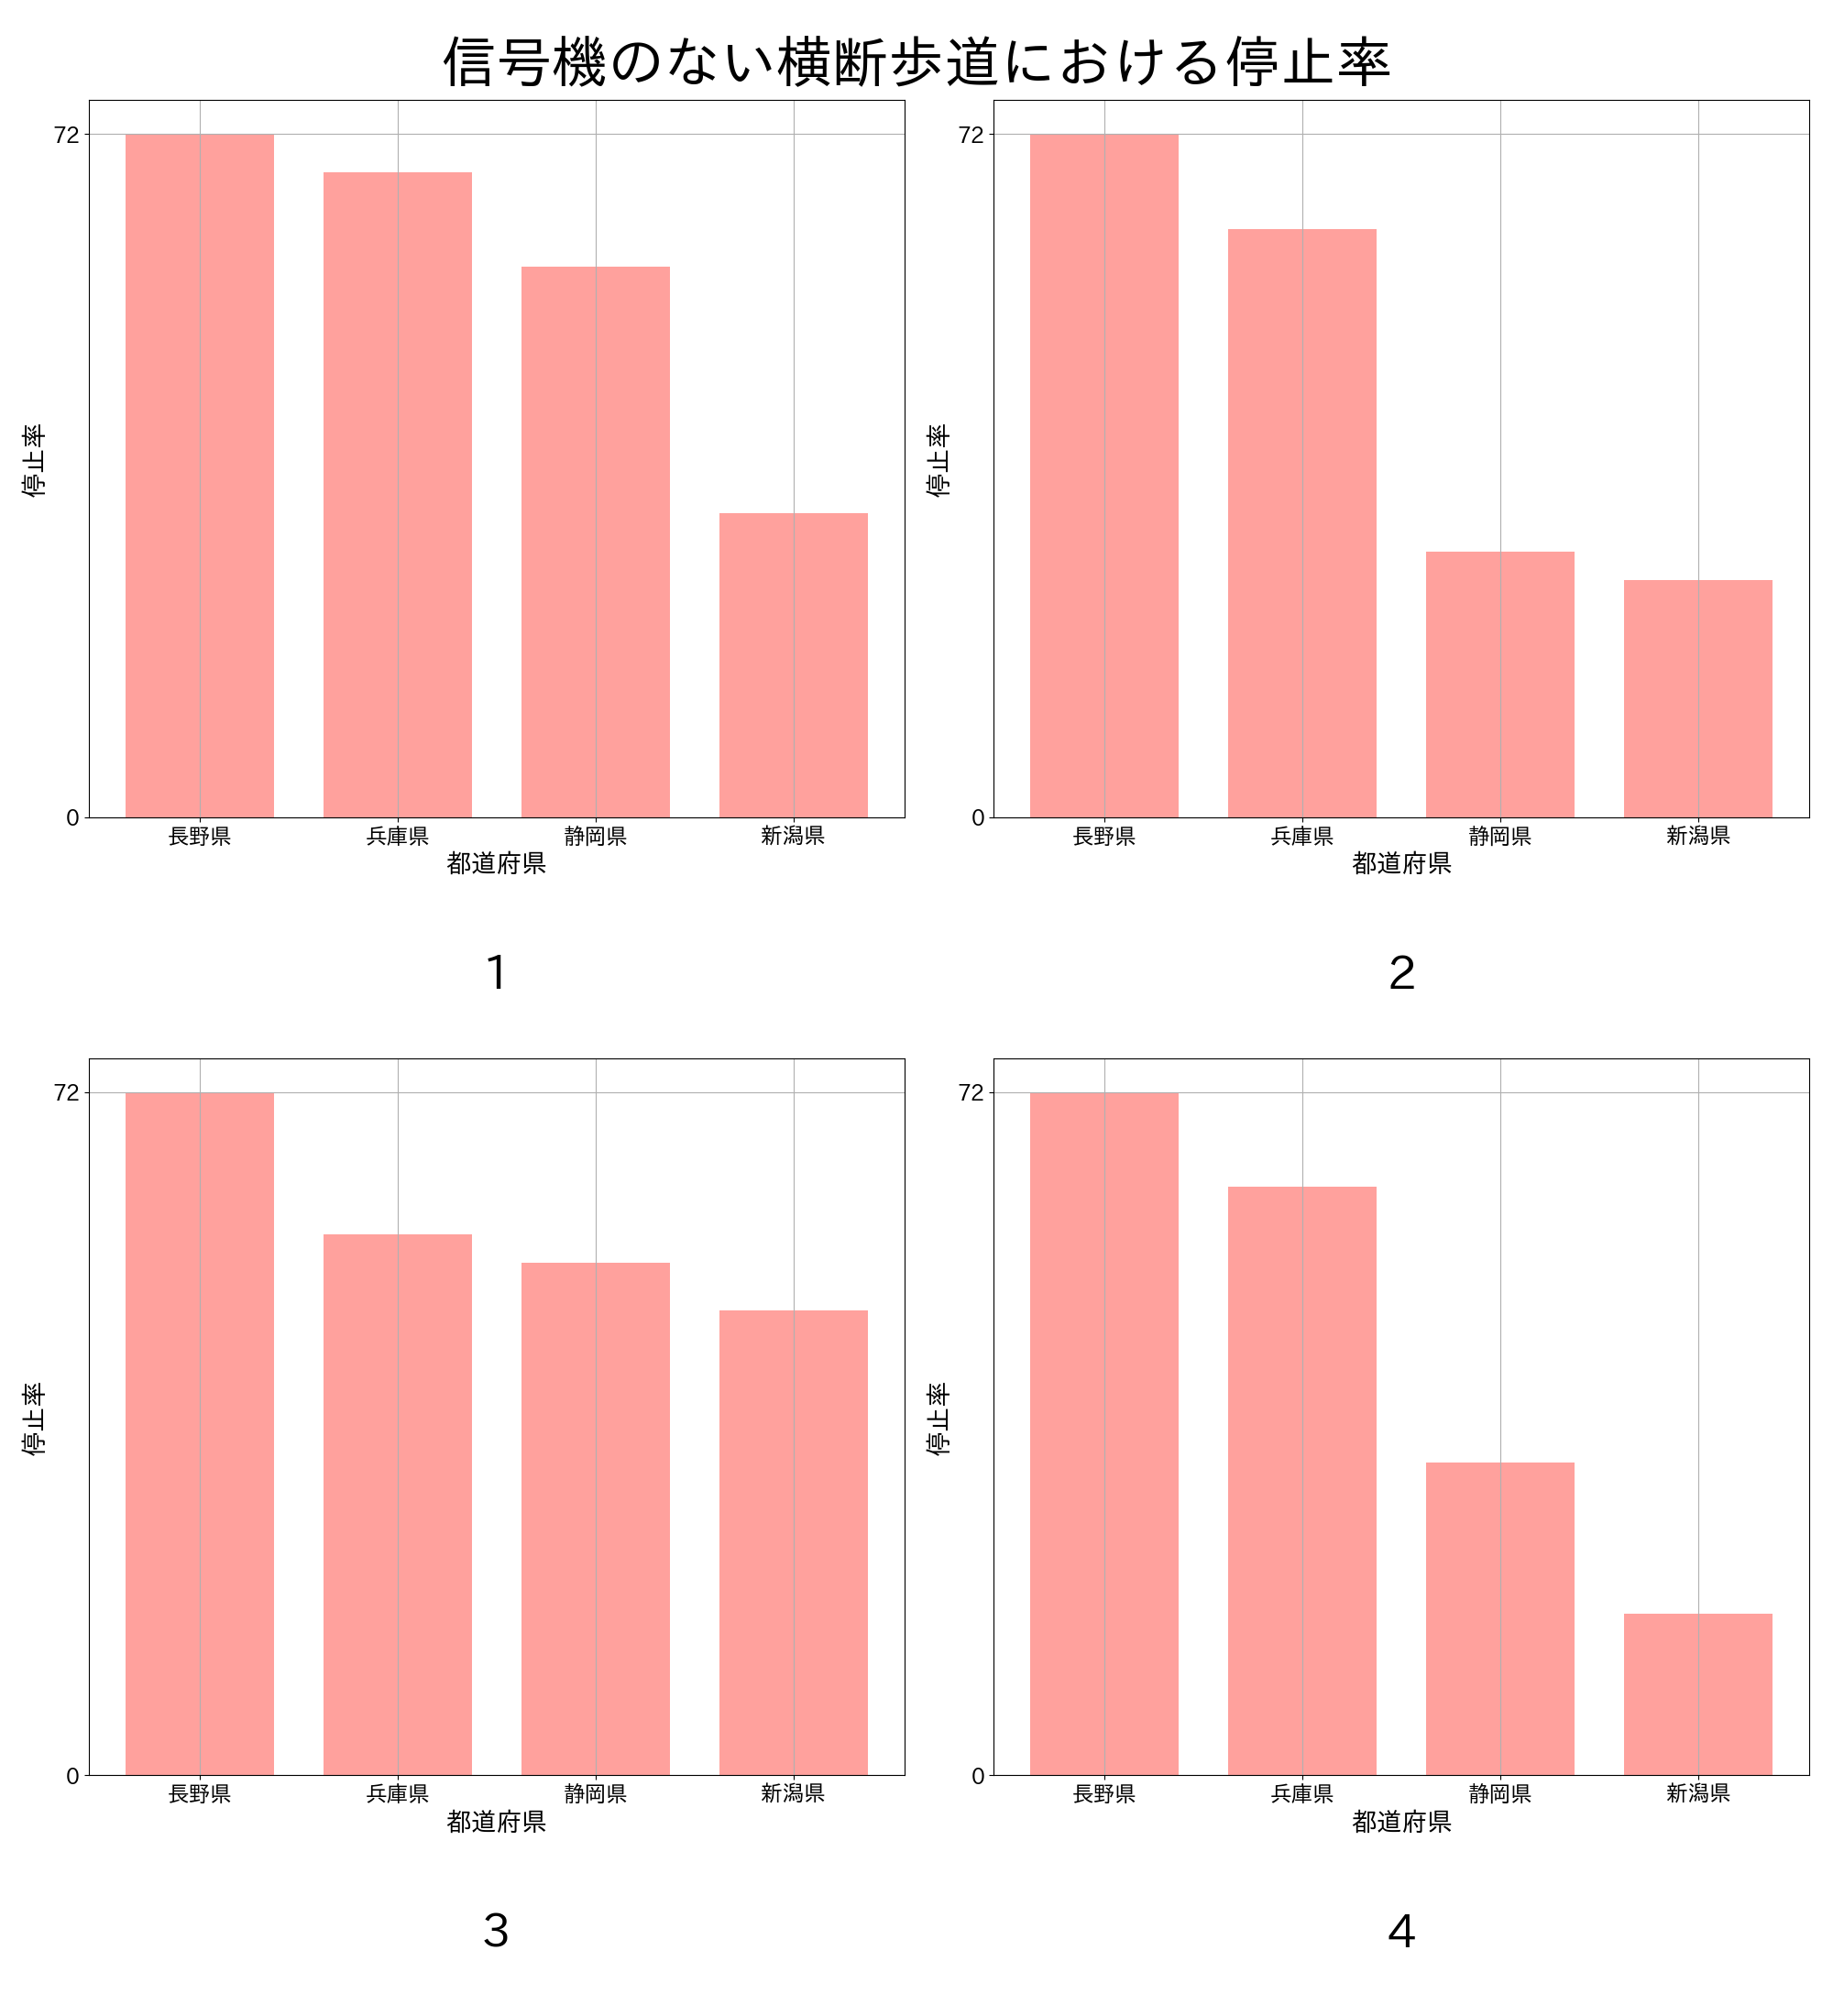 信号機のない横断歩道における停止率
72
0
停止率
長野県 兵庫県 静岡県 新潟県
都道府県
1
72
0
停止率
長野県 兵庫県 静岡県 新潟県
都道府県
2
72
0
停止率
長野県 兵庫県 静岡県 新潟県
都道府県
3
72
0
停止率
長野県 兵庫県 静岡県 新潟県
都道府県
4